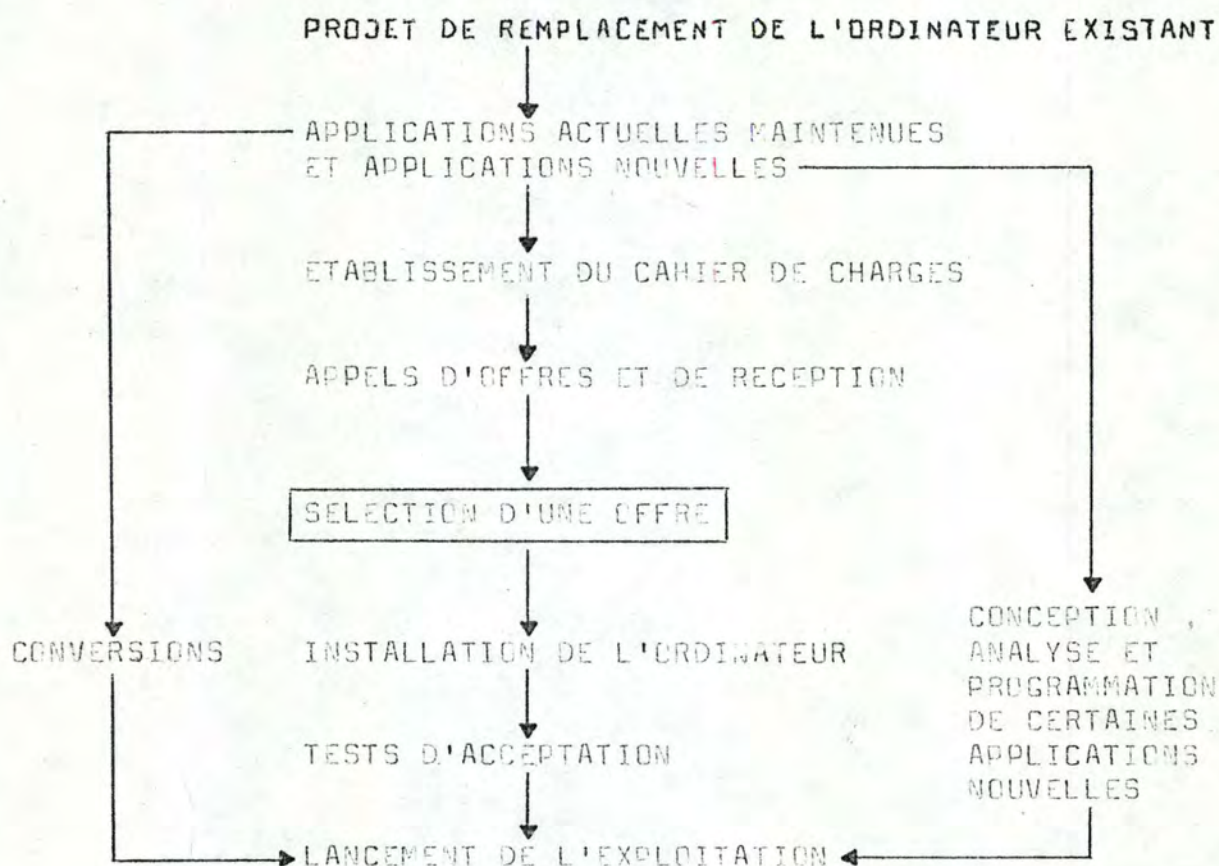 PROJET DE REMPLACEMENT DE L'ORDINATEUR EXISTANT
APPLICATIONS ACTUELLES MAINTENUES
ET APPLICATIONS NOUVELLES
ETABLISSEMENT DU CAHIER DE CHARGES
APPELS D'OFFRES ET DE RECEPTION
SELECTION D'UNE OFFRE
CONVERSIONS
INSTALLATION DE L'ORDINATEUR
CONCEPTION ,
ANALYSE ET
PROGRAMMATION
DE CERTAINES
APPLICATIONS
NOUVELLES
TESTS D'ACCEPTATION
LANCEMENT DE L'EXPLOITATION